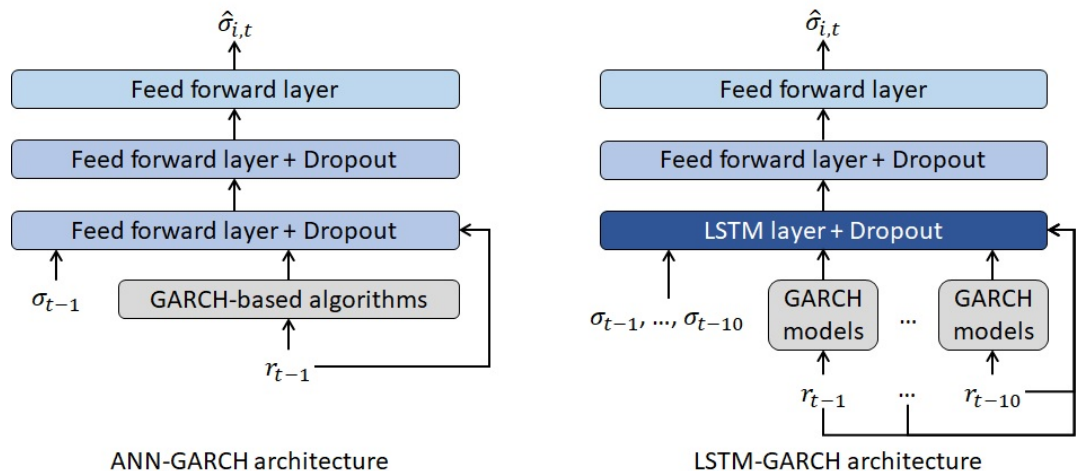 σ̂_{i,t}
Feed forward layer
Feed forward layer + Dropout
Feed forward layer + Dropout
σ_{t−1}
GARCH-based algorithms
r_{t−1}
ANN-GARCH architecture
σ̂_{i,t}
Feed forward layer
Feed forward layer + Dropout
LSTM layer + Dropout
σ_{t−1}, ..., σ_{t−10}
GARCH
models
...
GARCH
models
r_{t−1}
...
r_{t−10}
LSTM-GARCH architecture